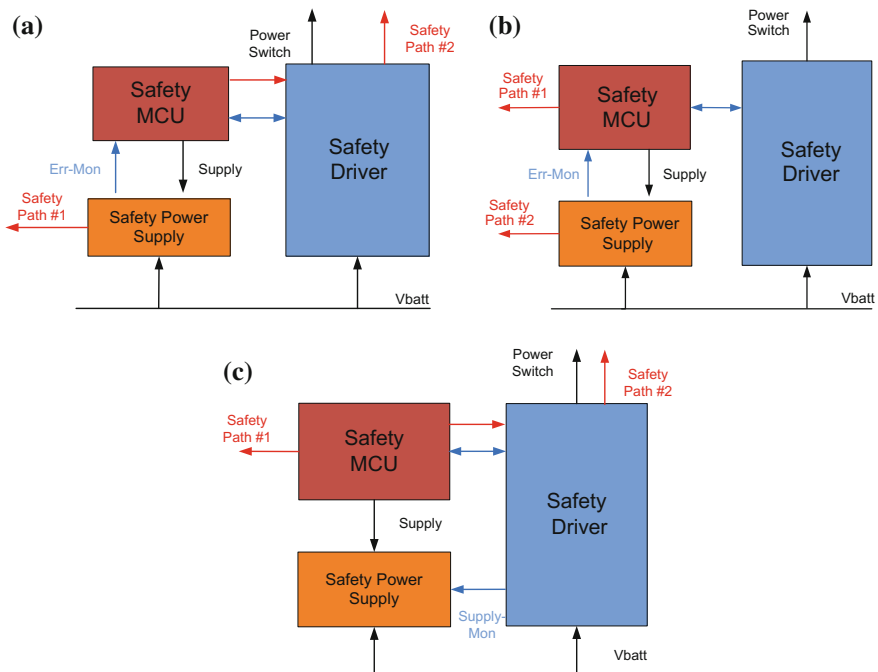 (a)
Power
Switch
Safety
Path #2
Safety
MCU
Safety
Driver
Err-Mon
Supply
Safety
Path #1
Safety Power
Supply
Vbatt
(b)
Power
Switch
Safety
Path #1
Safety
MCU
Safety
Driver
Err-Mon
Supply
Safety
Path #2
Safety Power
Supply
Vbatt
(c)
Power
Switch
Safety
Path #2
Safety
Path #1
Safety
MCU
Safety
Driver
Supply
Safety Power
Supply
Supply-
Mon
Vbatt